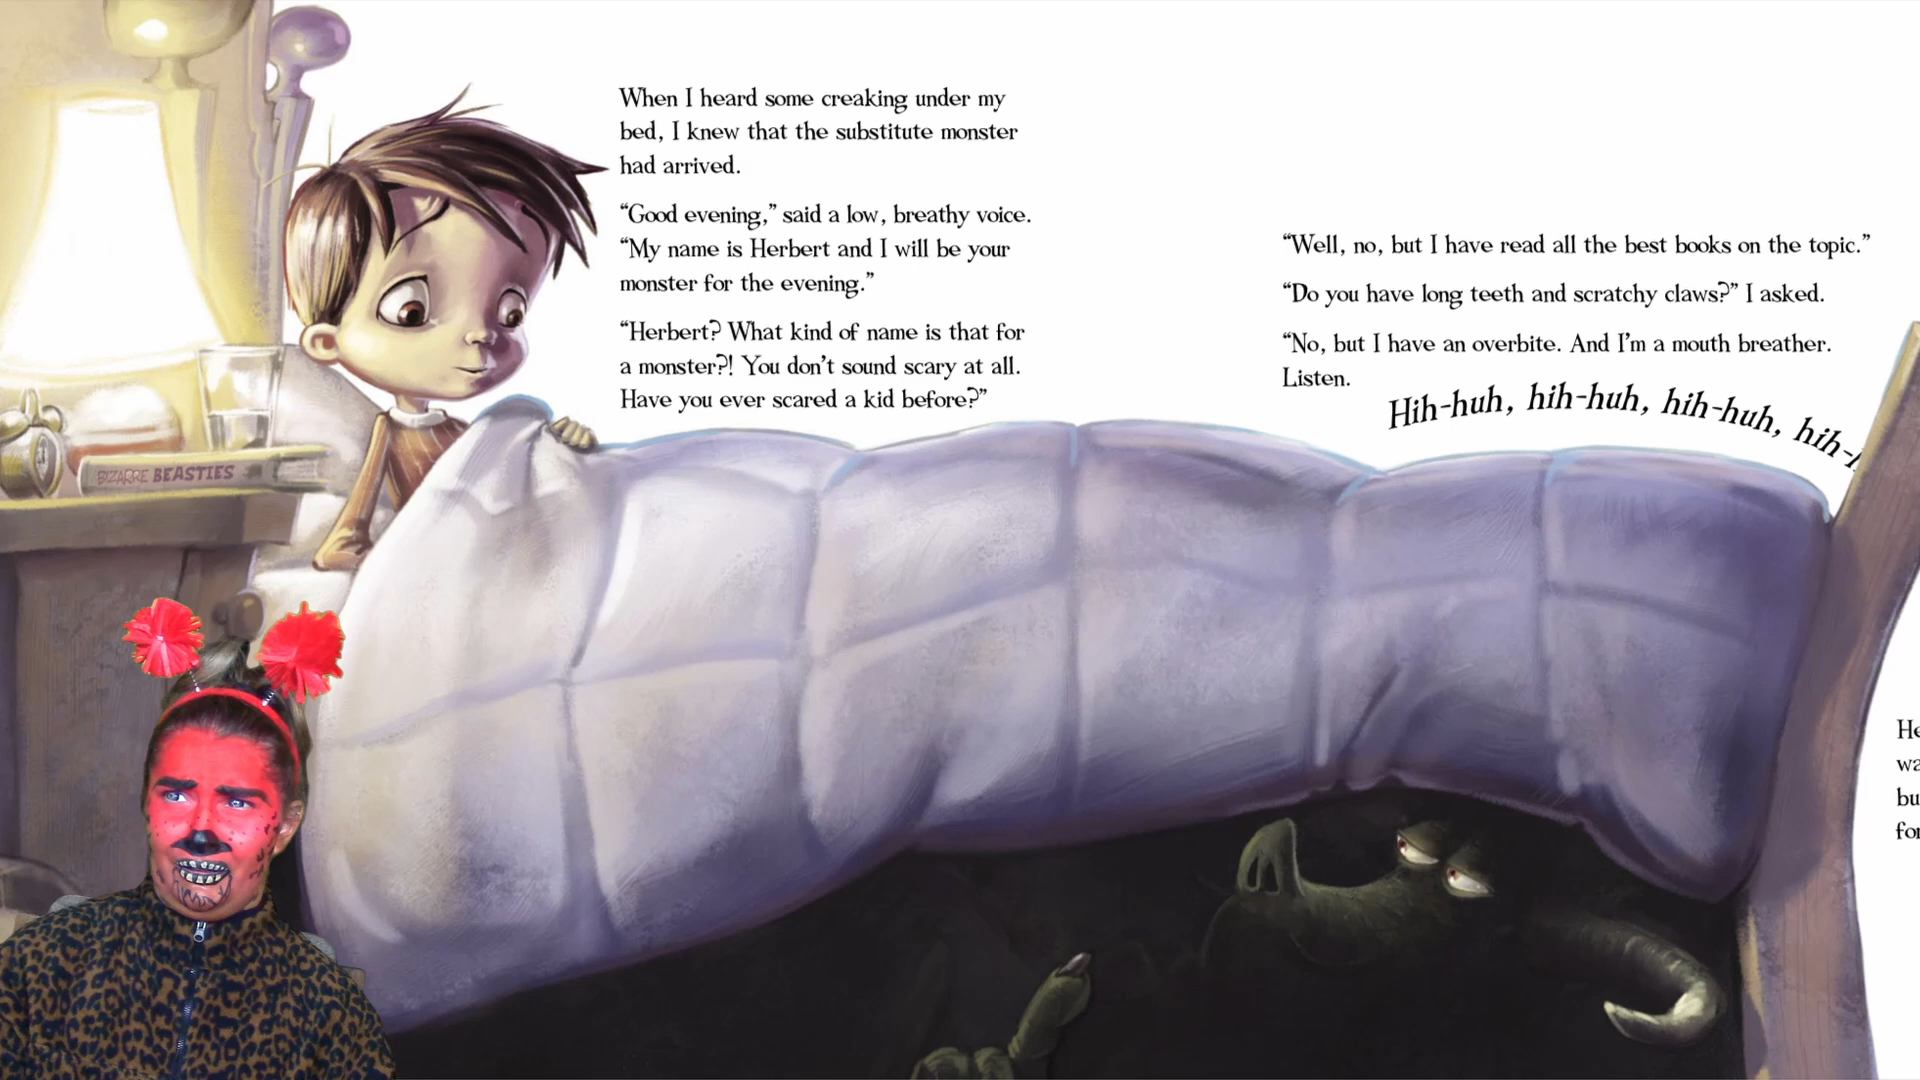 When I heard some creaking under my
bed, I knew that the substitute monster
had arrived.
“Good evening,” said a low, breathy voice.
“My name is Herbert and I will be your
monster for the evening.”
“Herbert? What kind of name is that for
a monster?! You don’t sound scary at all.
Have you ever scared a kid before?”
“Well, no, but I have read all the best books on the topic.”
“Do you have long teeth and scratchy claws?” I asked.
“No, but I have an overbite. And I’m a mouth breather.
Listen.
Hih-huh, hih-huh, hih-huh, hih-
BIZARRE BEASTIES